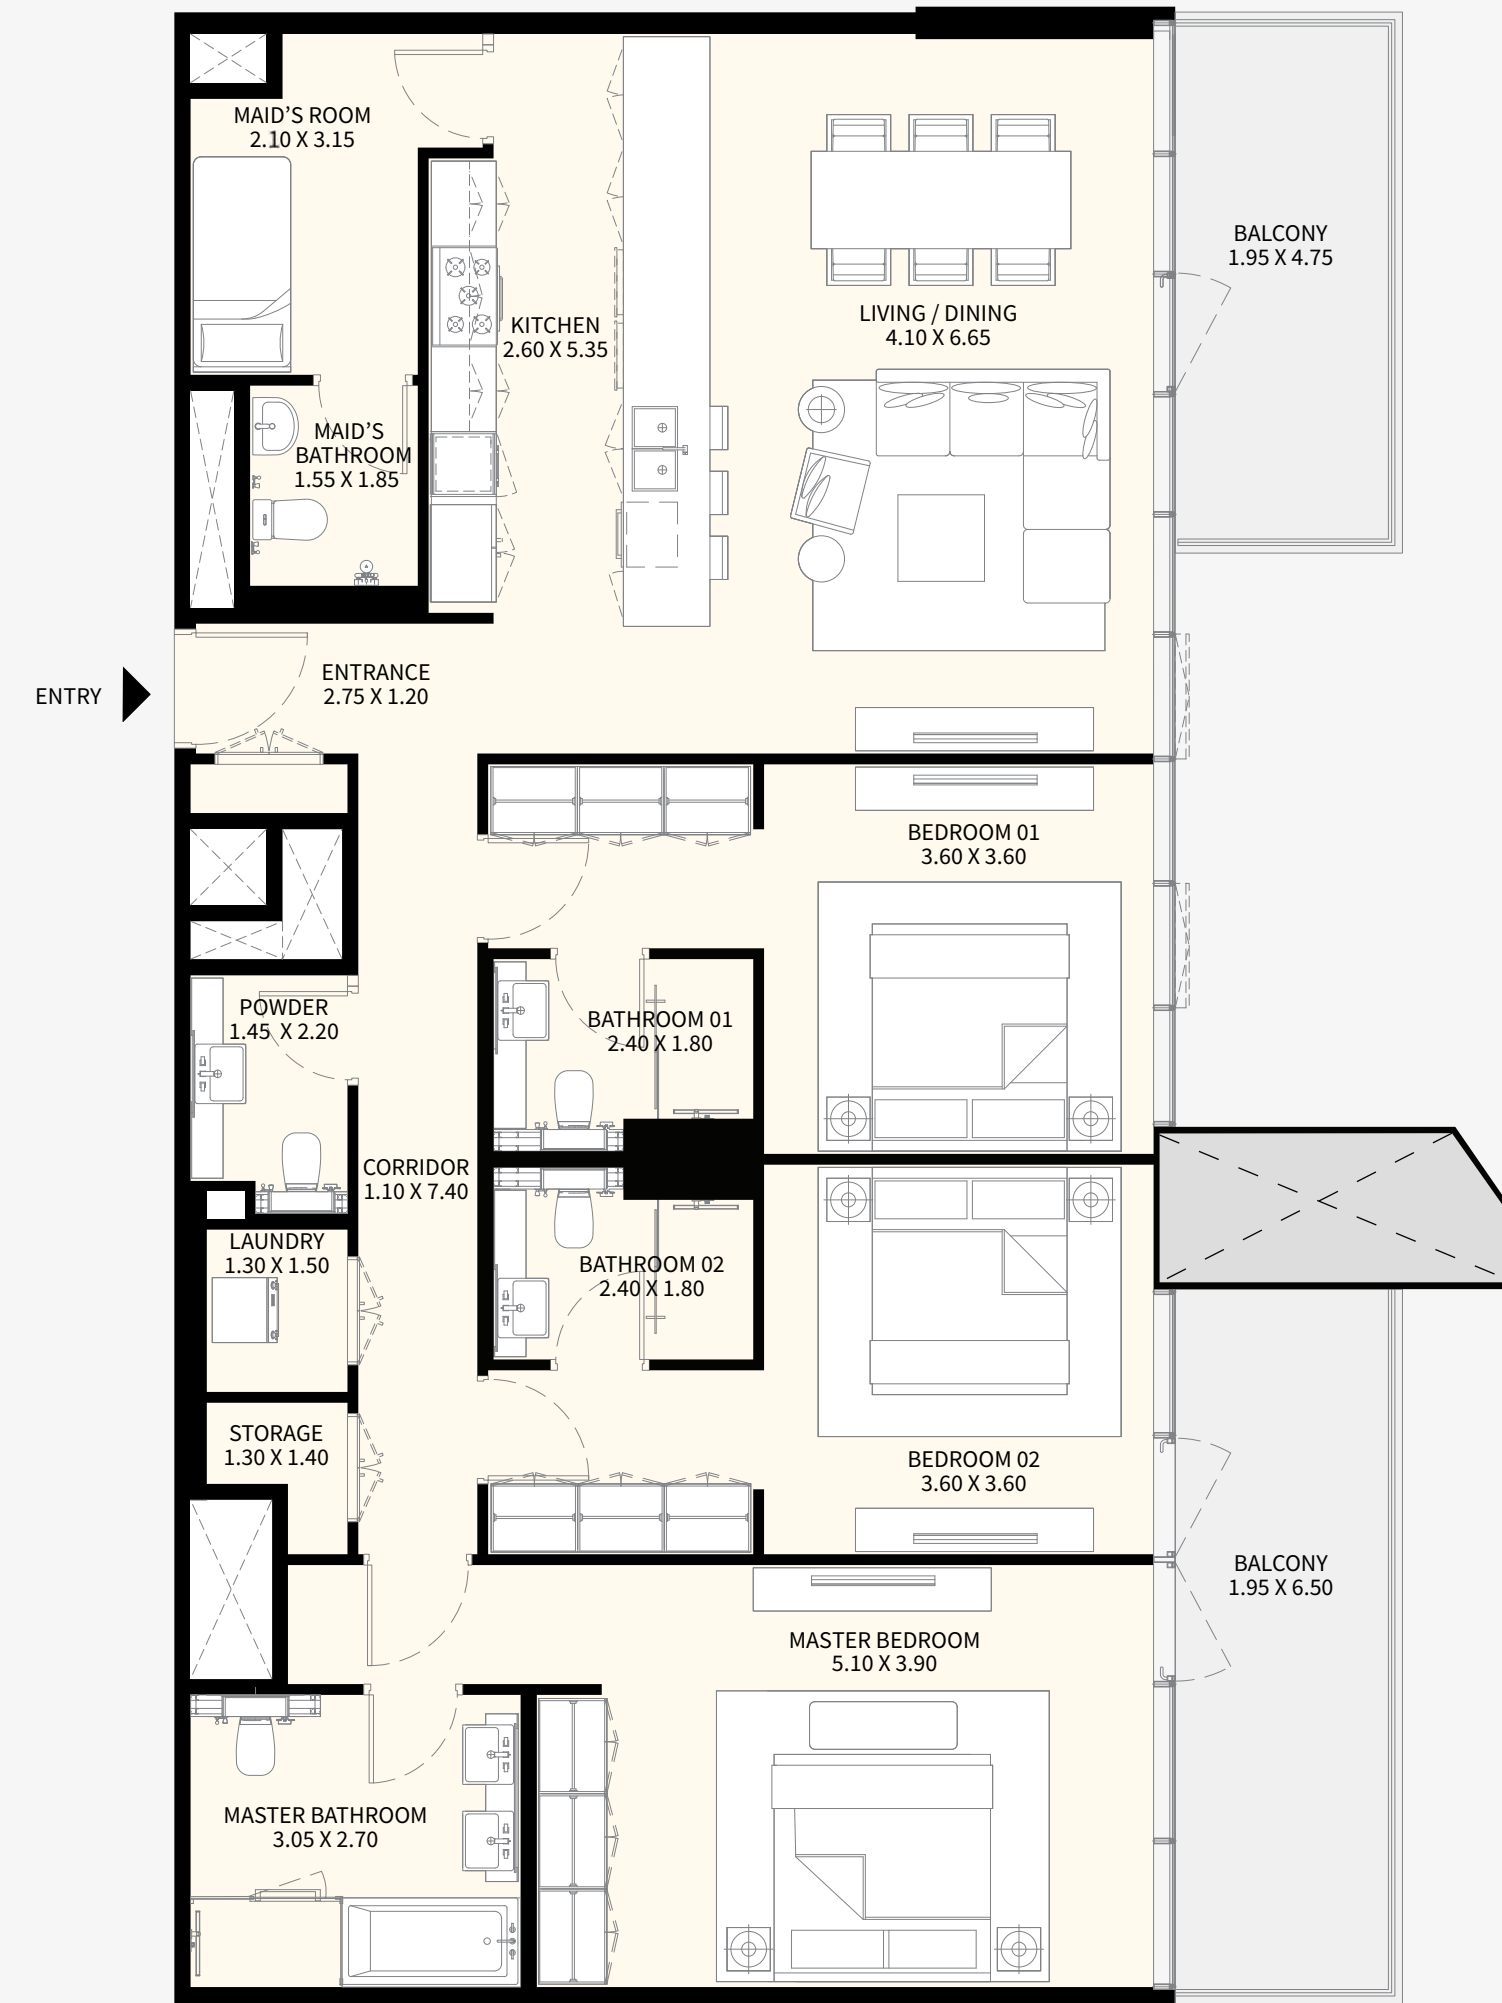 MAID’S ROOM
2.10 X 3.15
BALCONY
1.95 X 4.75
LIVING / DINING
4.10 X 6.65
KITCHEN
2.60 X 5.35
MAID’S
BATHROOM
1.55 X 1.85
ENTRANCE
2.75 X 1.20
ENTRY
BEDROOM 01
3.60 X 3.60
POWDER
1.45 X 2.20
BATHROOM 01
2.40 X 1.80
CORRIDOR
1.10 X 7.40
LAUNDRY
1.30 X 1.50
BATHROOM 02
2.40 X 1.80
STORAGE
1.30 X 1.40
BEDROOM 02
3.60 X 3.60
BALCONY
1.95 X 6.50
MASTER BEDROOM
5.10 X 3.90
MASTER BATHROOM
3.05 X 2.70